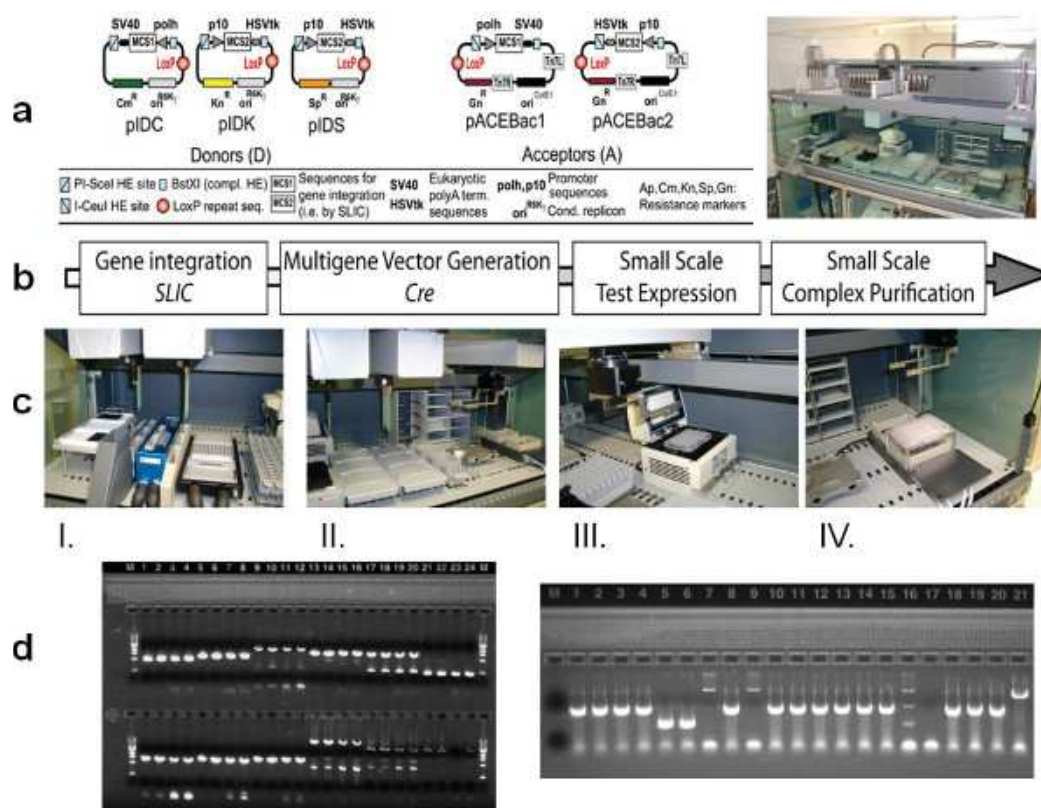 SV40 polh p10 HSVtk p10 HSVtk polh SV40 HSVtk p10
MCS1 MCS2 MCS2 MCS1 MCS2
LoxP LoxP LoxP LoxP LoxP
Tn7L Tn7L
Tn7R Tn7R
Cm^R ori^R6Kγ Kn^R ori^R6Kγ Sp^R ori^R6Kγ Gn^R ori^ColE1 Gn^R ori^ColE1
a
pIDC pIDK pIDS pACEBac1 pACEBac2
Donors (D) Acceptors (A)
PI-SceI HE site BstXI (compl. HE) MCS1 Sequences for gene integration (i.e. by SLIC) SV40 Eukaryotic polyA term. sequences polh,p10 Promoter sequences Ap,Cm,Kn,Sp,Gn:
I-CeuI HE site LoxP repeat seq. MCS2 HSVtk ori^R6Kγ Cond. replicon Resistance markers
b
Gene integration Multigene Vector Generation Small Scale Small Scale
SLIC Cre Test Expression Complex Purification
c
I. II. III. IV.
M 1 2 3 4 5 6 7 8 9 10 11 12 13 14 15 16 17 18 19 20 21 22 23 24 M
M 1 2 3 4 5 6 7 8 9 10 11 12 13 14 15 16 17 18 19 20 21
d